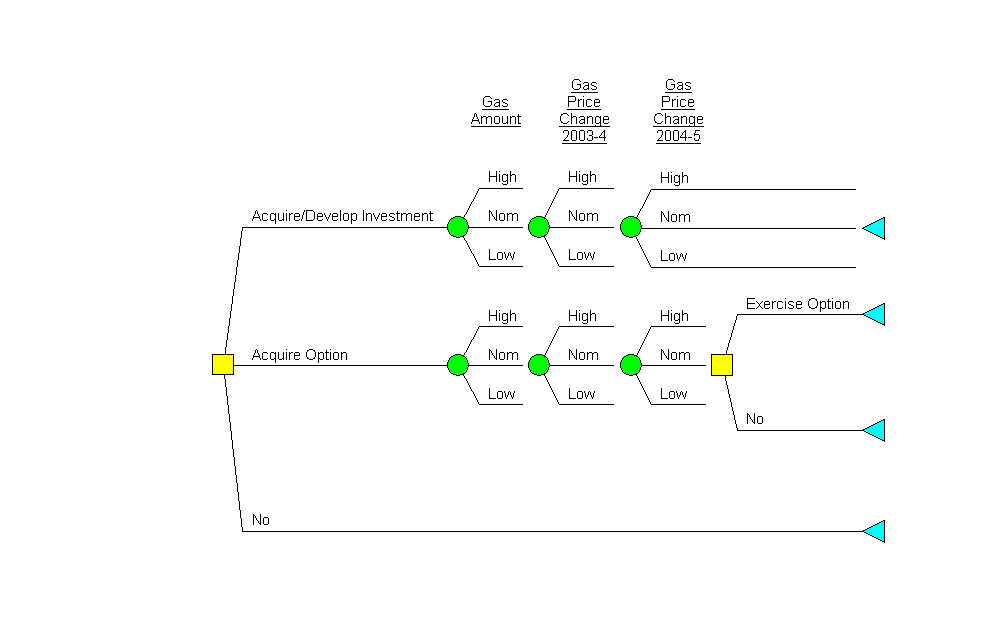 Gas
Amount
Gas
Price
Change
2003-4
Gas
Price
Change
2004-5
High
High
High
Acquire/Develop Investment
Nom
Nom
Nom
Low
Low
Low
Exercise Option
High
High
High
Acquire Option
Nom
Nom
Nom
Low
Low
Low
No
No